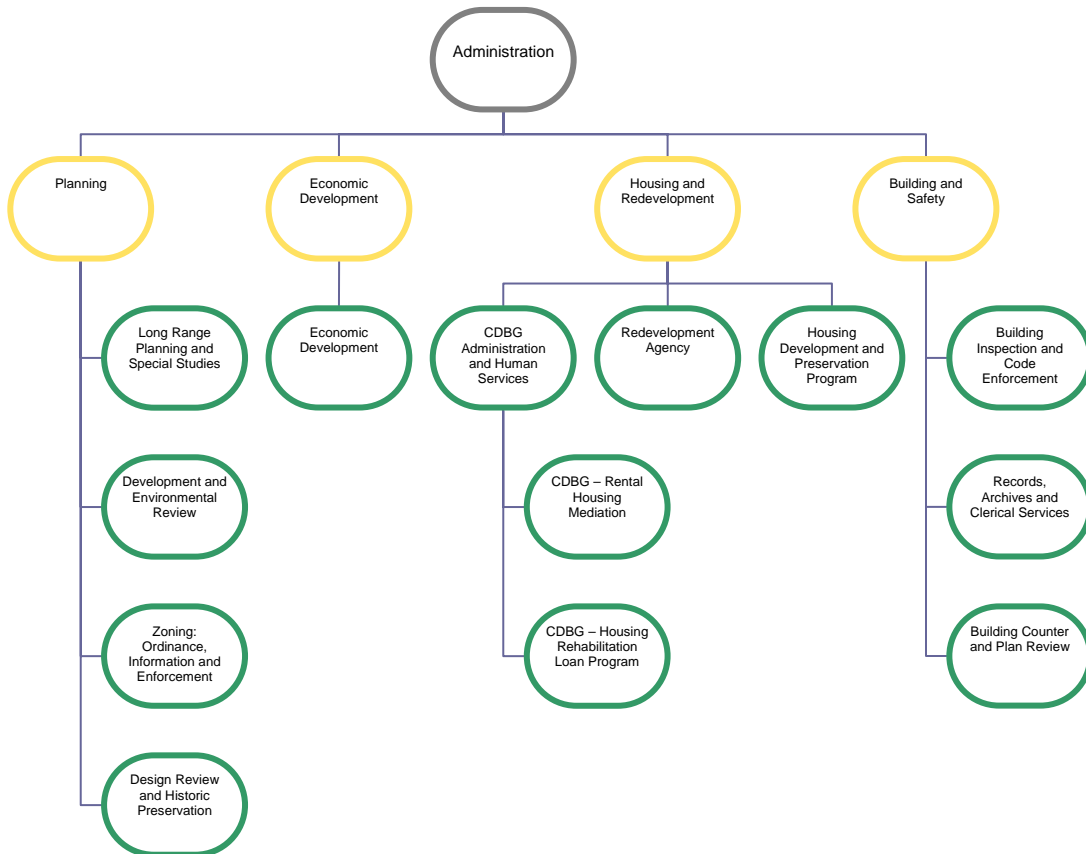 Administration
Planning
Economic
Development
Housing and
Redevelopment
Building and
Safety
Long Range
Planning and
Special Studies
Economic
Development
CDBG
Administration
and Human
Services
Redevelopment
Agency
Housing
Development and
Preservation
Program
Building
Inspection and
Code
Enforcement
Development and
Environmental
Review
CDBG – Rental
Housing
Mediation
Records,
Archives and
Clerical Services
Zoning:
Ordinance,
Information and
Enforcement
CDBG – Housing
Rehabilitation
Loan Program
Building Counter
and Plan Review
Design Review
and Historic
Preservation